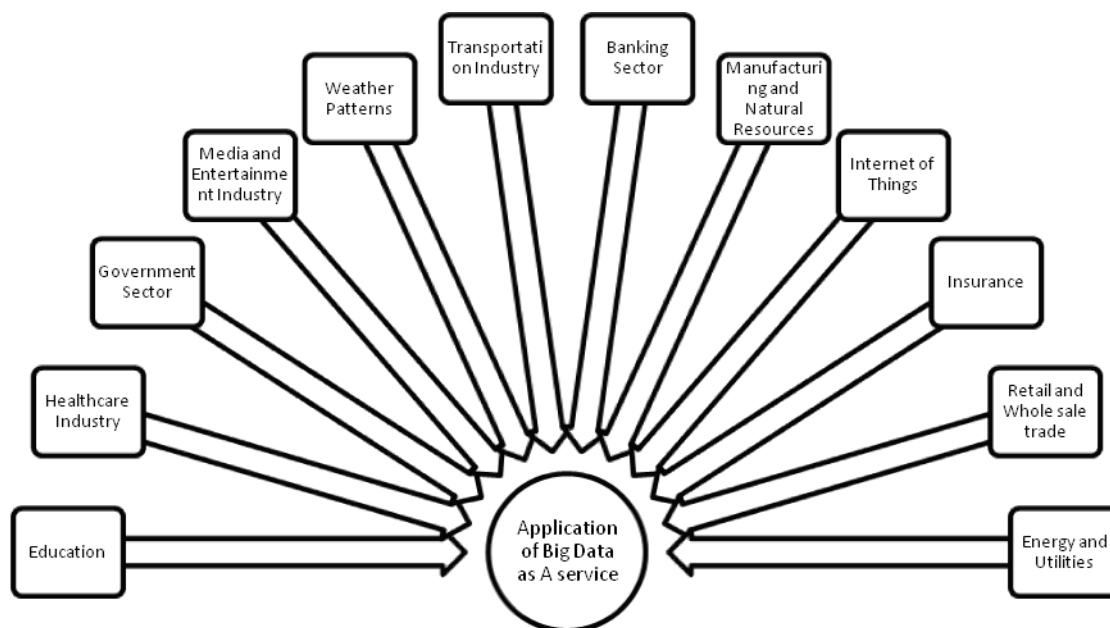 Transportati
on Industry
Banking
Sector
Weather
Patterns
Manufacturi
ng and
Natural
Resources
Media and
Entertainme
nt Industry
Internet of
Things
Government
Sector
Insurance
Healthcare
Industry
Retail and
Whole sale
trade
Education
Application
of Big Data
as A service
Energy and
Utilities